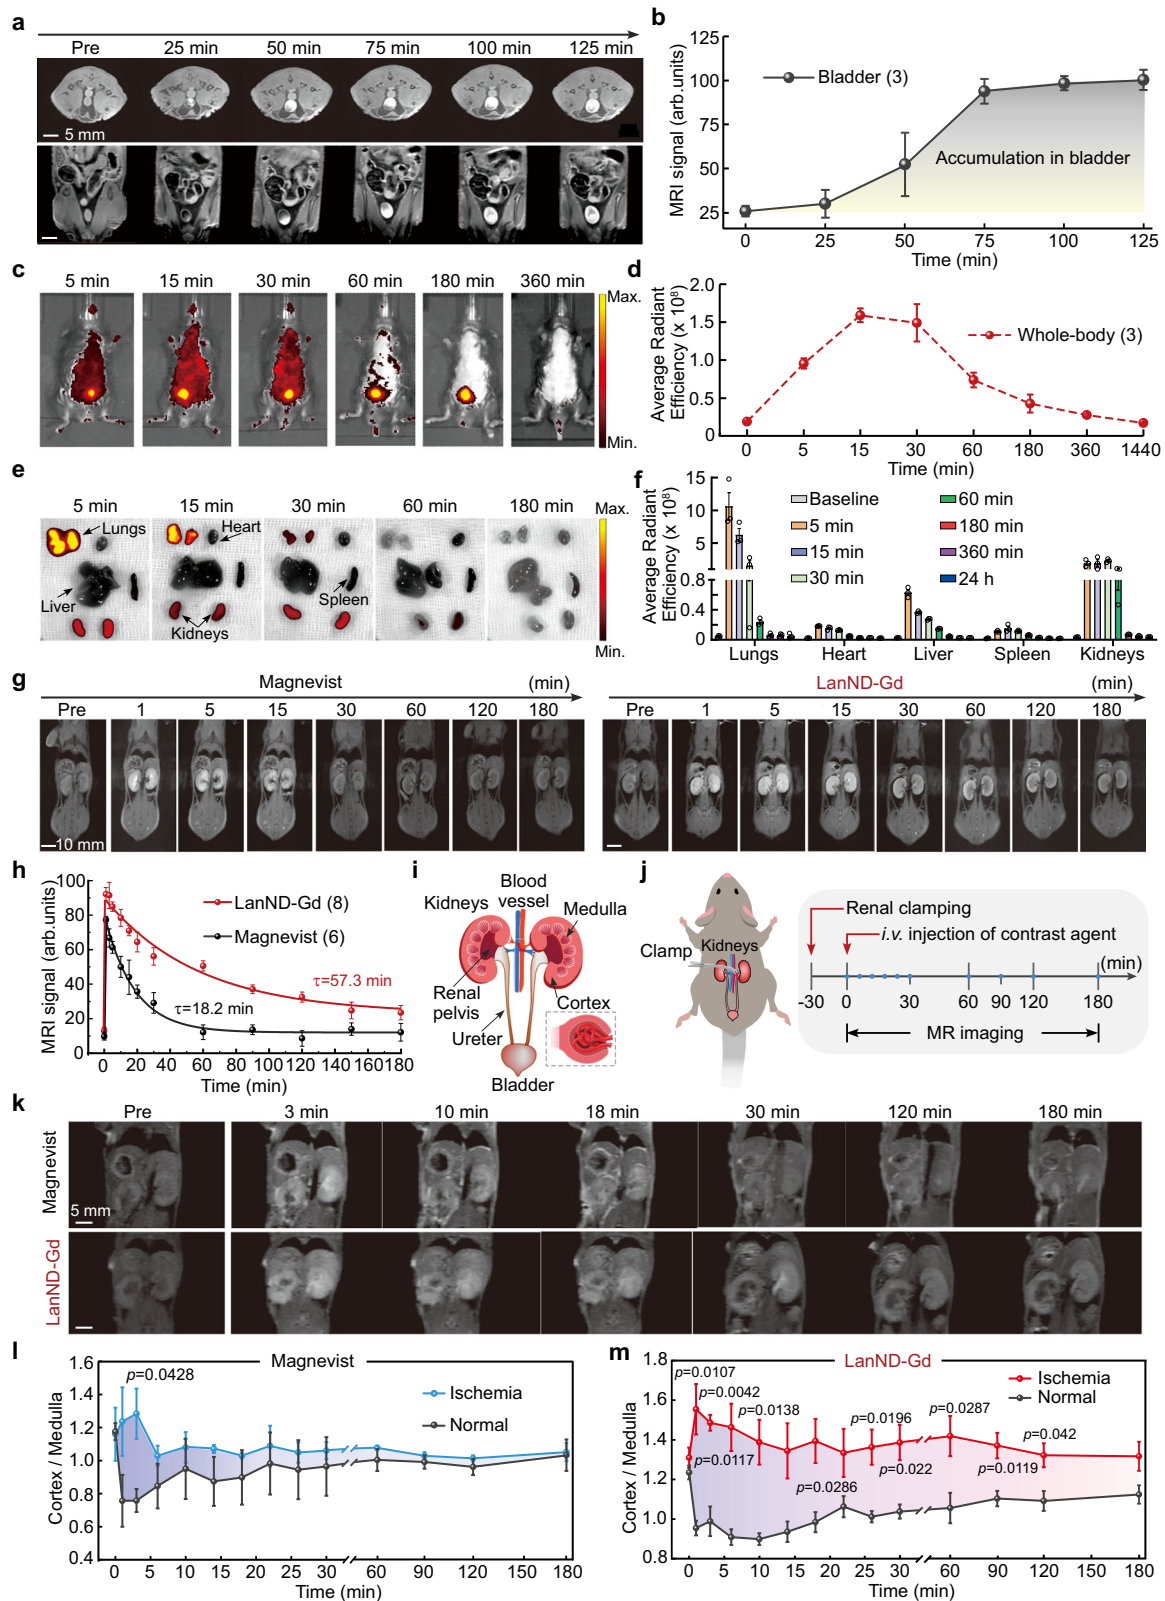 a
Pre 25 min 50 min 75 min 100 min 125 min
5 mm
b
MRI signal (arb.units)
125
100
75
50
25
Bladder (3)
Accumulation in bladder
0 25 50 75 100 125
Time (min)
c
5 min 15 min 30 min 60 min 180 min 360 min
Max.
Min.
d
Average Radiant
Efficiency (x 10⁸)
2.0
1.5
1.0
0.5
0
Whole-body (3)
0 5 15 30 60 180 360 1440
Time (min)
e
5 min 15 min 30 min 60 min 180 min
Lungs
Heart
Liver
Spleen
Kidneys
Max.
Min.
f
Average Radiant
Efficiency (x 10⁸)
15
10
5
0.8
0.4
0
Baseline
5 min
15 min
30 min
60 min
180 min
360 min
24 h
Lungs Heart Liver Spleen Kidneys
g
Magnevist (min)
Pre 1 5 15 30 60 120 180
10 mm
LanND-Gd (min)
Pre 1 5 15 30 60 120 180
h
MRI signal (arb.units)
100
80
60
40
20
0
LanND-Gd (8)
Magnevist (6)
τ=57.3 min
τ=18.2 min
0 20 40 60 80 100 120 140 160 180
Time (min)
i
Kidneys
Blood
vessel
Medulla
Renal
pelvis
Cortex
Ureter
Bladder
j
Clamp
Kidneys
Renal clamping
i.v. injection of contrast agent
(min)
-30 0 30 60 90 120 180
MR imaging
k
Pre 3 min 10 min 18 min 30 min 120 min 180 min
Magnevist
5 mm
LanND-Gd
l
Magnevist
Cortex / Medulla
1.6
1.4
1.2
1.0
0.8
0.6
0.4
p=0.0428
Ischemia
Normal
0 5 10 15 20 25 30 60 90 120 180
Time (min)
m
LanND-Gd
Cortex / Medulla
1.8
1.6
1.4
1.2
1.0
0.8
p=0.0107
p=0.0042
p=0.0138
p=0.0196
p=0.0287
p=0.042
p=0.0117
p=0.0286
p=0.022
p=0.0119
Ischemia
Normal
0 5 10 15 20 25 30 60 90 120 180
Time (min)